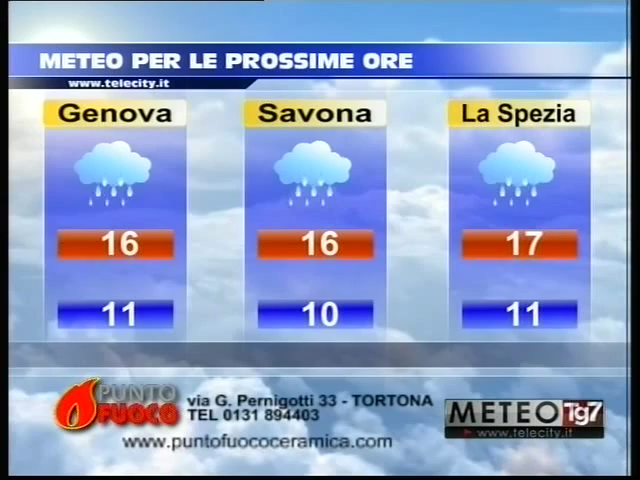 METEO PER LE PROSSIME ORE
www.telecity.it
Genova Savona La Spezia
16 16 17
11 10 11
PUNTO FUOCO
via G. Pernigotti 33 - TORTONA
TEL 0131 894403
www.puntofuococeramica.com
METEO Tg7
www.telecity.it